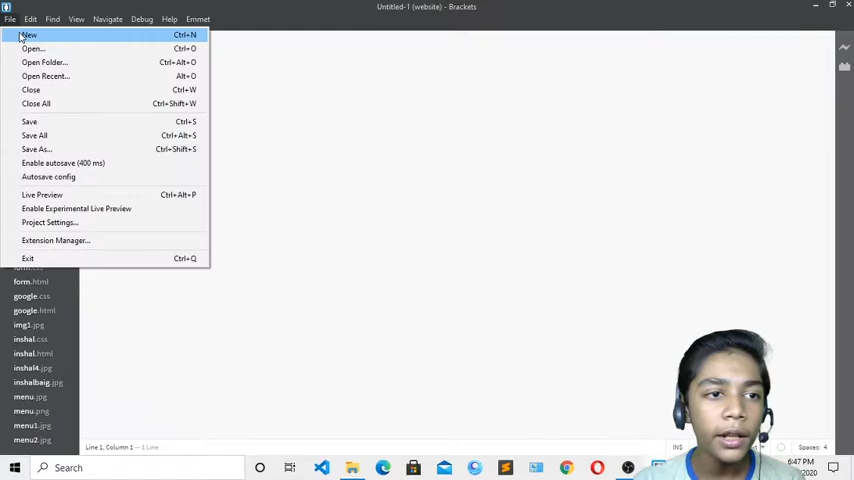 Untitled-1 (website) - Brackets
File Edit Find View Navigate Debug Help Emmet
New Ctrl+N
Open... Ctrl+O
Open Folder... Ctrl+Alt+O
Open Recent... Alt+O
Close Ctrl+W
Close All Ctrl+Shift+W
Save Ctrl+S
Save All Ctrl+Alt+S
Save As... Ctrl+Shift+S
Enable autosave (400 ms)
Autosave config
Live Preview Ctrl+Alt+P
Enable Experimental Live Preview
Project Settings...
Extension Manager...
Exit Ctrl+Q
form.html
google.css
google.html
img1.jpg
inshal.css
inshal.html
inshal4.jpg
inshalbaig.jpg
menu.jpg
menu.png
menu1.jpg
menu2.jpg
Line 1, Column 1 — 1 Line
INS
Spaces: 4
Search
6:47 PM